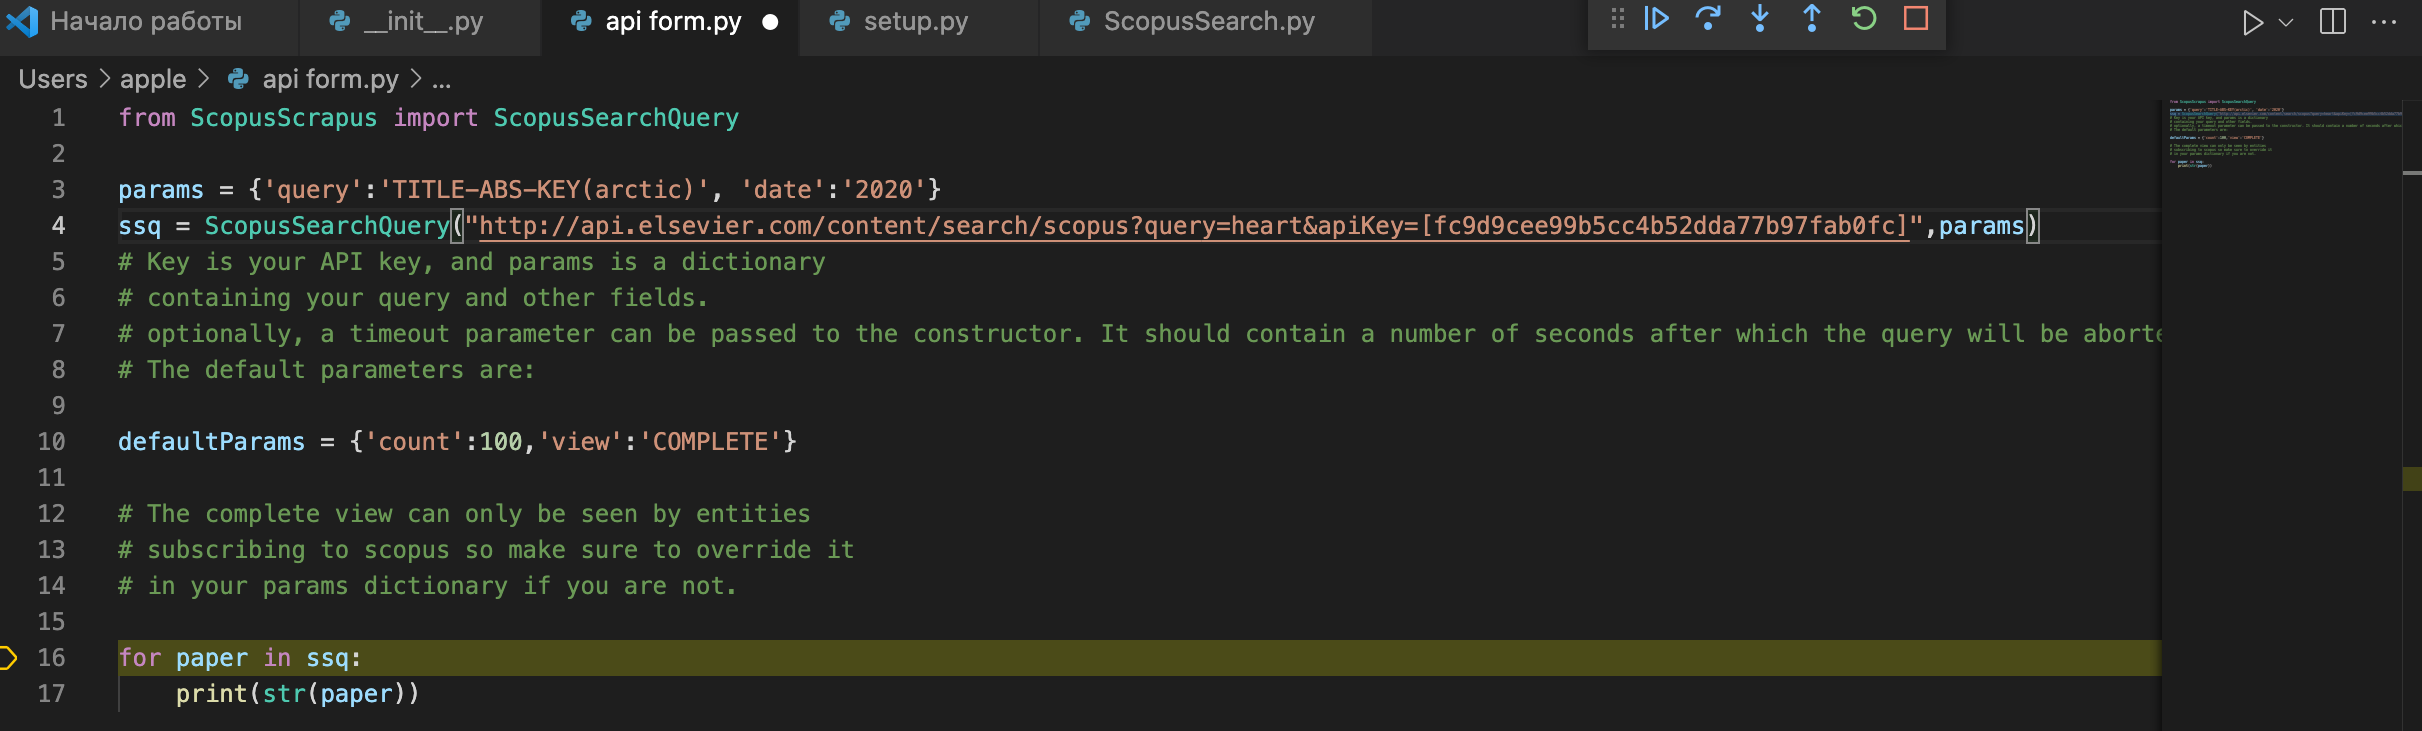 Начало работы __init__.py api form.py setup.py ScopusSearch.py
Users > apple > api form.py > ...
1 from ScopusScrapus import ScopusSearchQuery
2
3 params = {'query':'TITLE-ABS-KEY(arctic)', 'date':'2020'}
4 ssq = ScopusSearchQuery("http://api.elsevier.com/content/search/scopus?query=heart&apiKey=[fc9d9cee99b5cc4b52dda77b97fab0fc]",params)
5 # Key is your API key, and params is a dictionary
6 # containing your query and other fields.
7 # optionally, a timeout parameter can be passed to the constructor. It should contain a number of seconds after which the query will be aborte
8 # The default parameters are:
9
10 defaultParams = {'count':100,'view':'COMPLETE'}
11
12 # The complete view can only be seen by entities
13 # subscribing to scopus so make sure to override it
14 # in your params dictionary if you are not.
15
16 for paper in ssq:
17 print(str(paper))